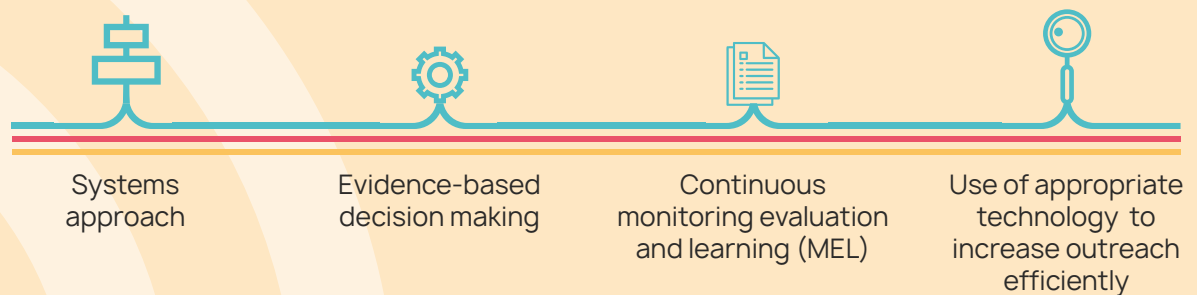 Systems
approach
Evidence-based
decision making
Continuous
monitoring evaluation
and learning (MEL)
Use of appropriate
technology to
increase outreach
efficiently